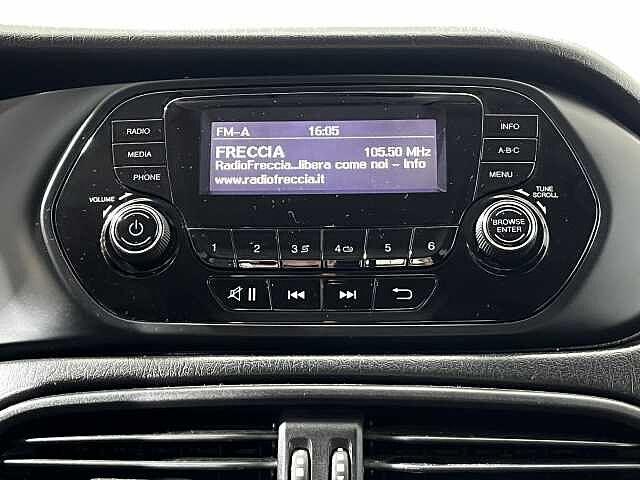 FM-A 16:05
FRECCIA 105.50 MHz
RadioFreccia...libera come noi - Info
www.radiofreccia.it
RADIO
MEDIA
PHONE
VOLUME
INFO
A-B-C
MENU
TUNE
SCROLL
BROWSE
ENTER
1 2 3 4 5 6